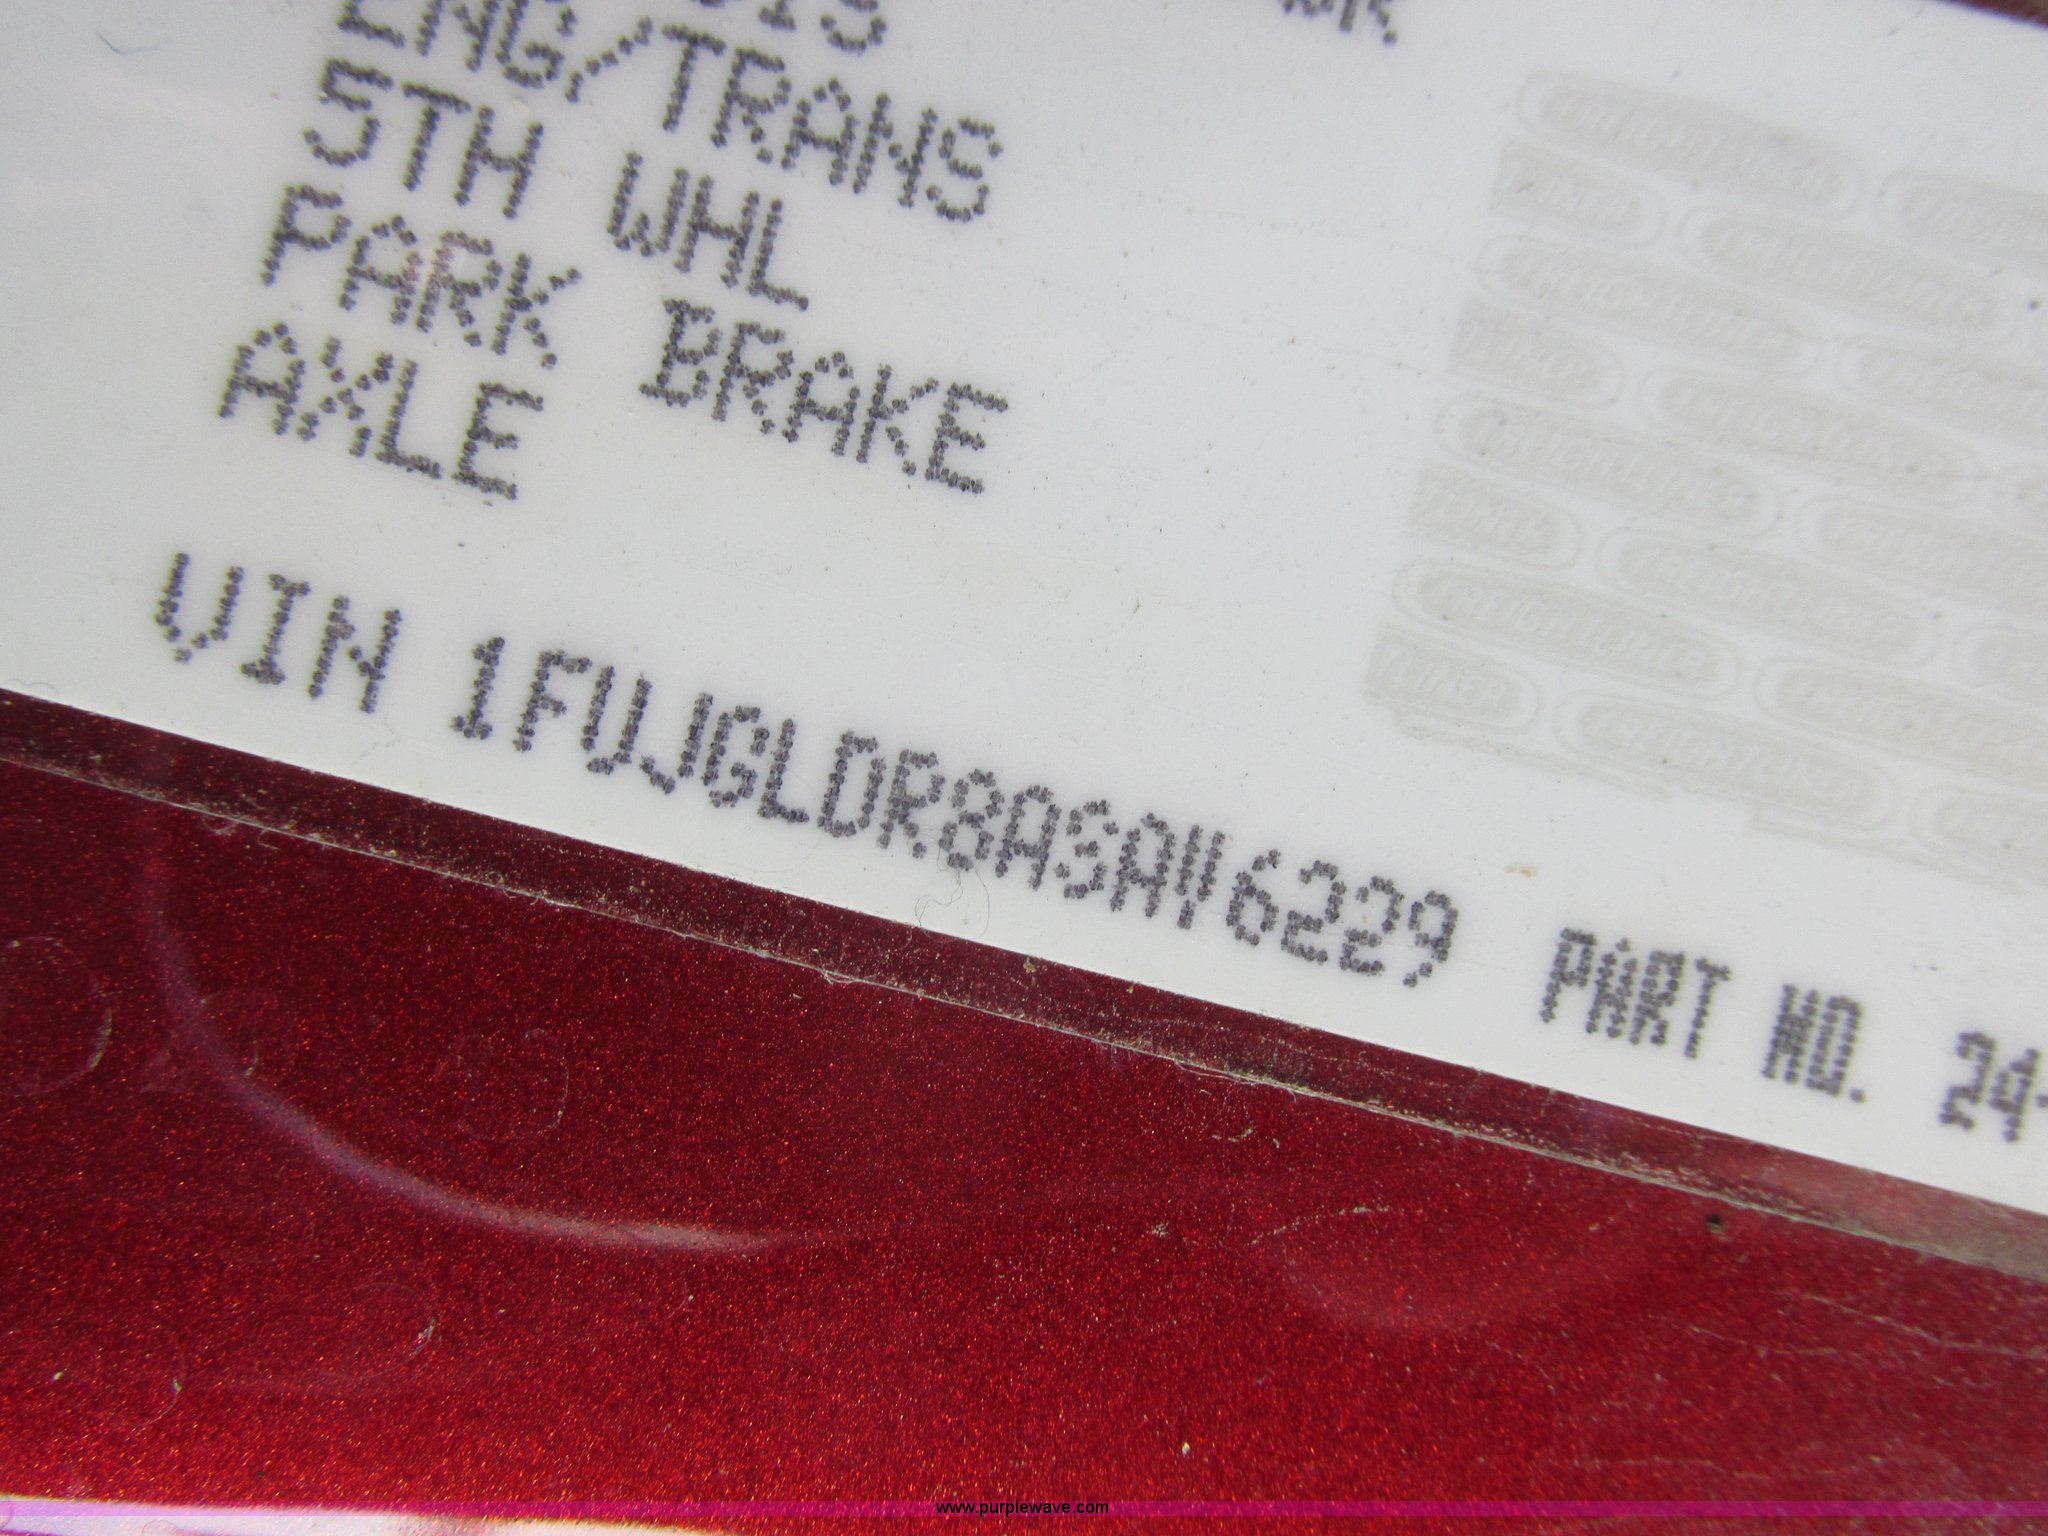 ENG/TRANS
5TH WHL
PARK BRAKE
AXLE
VIN 1FUJGLDR8ASAV6229 PART NO.
www.purplewave.com